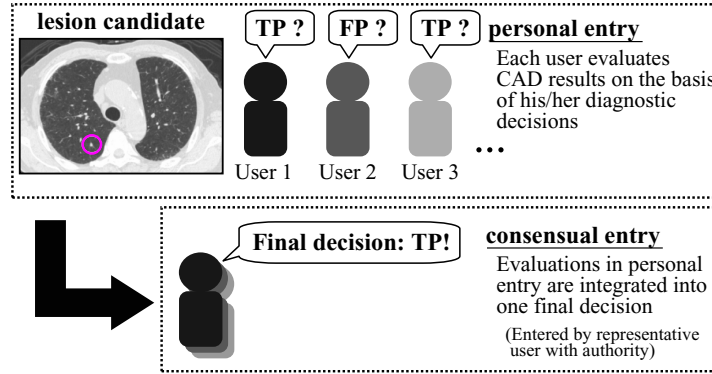 lesion candidate
TP ?
FP ?
TP ?
personal entry
Each user evaluates
CAD results on the basis
of his/her diagnostic
decisions
...
User 1
User 2
User 3
Final decision: TP!
consensual entry
Evaluations in personal
entry are integrated into
one final decision
(Entered by representative
user with authority)